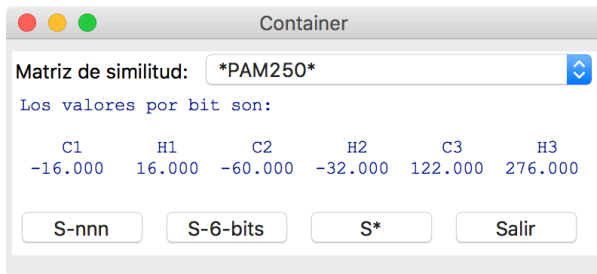 Container
Matriz de similitud: *PAM250*
Los valores por bit son:
C1 H1 C2 H2 C3 H3
-16.000 16.000 -60.000 -32.000 122.000 276.000
S-nnn S-6-bits S* Salir